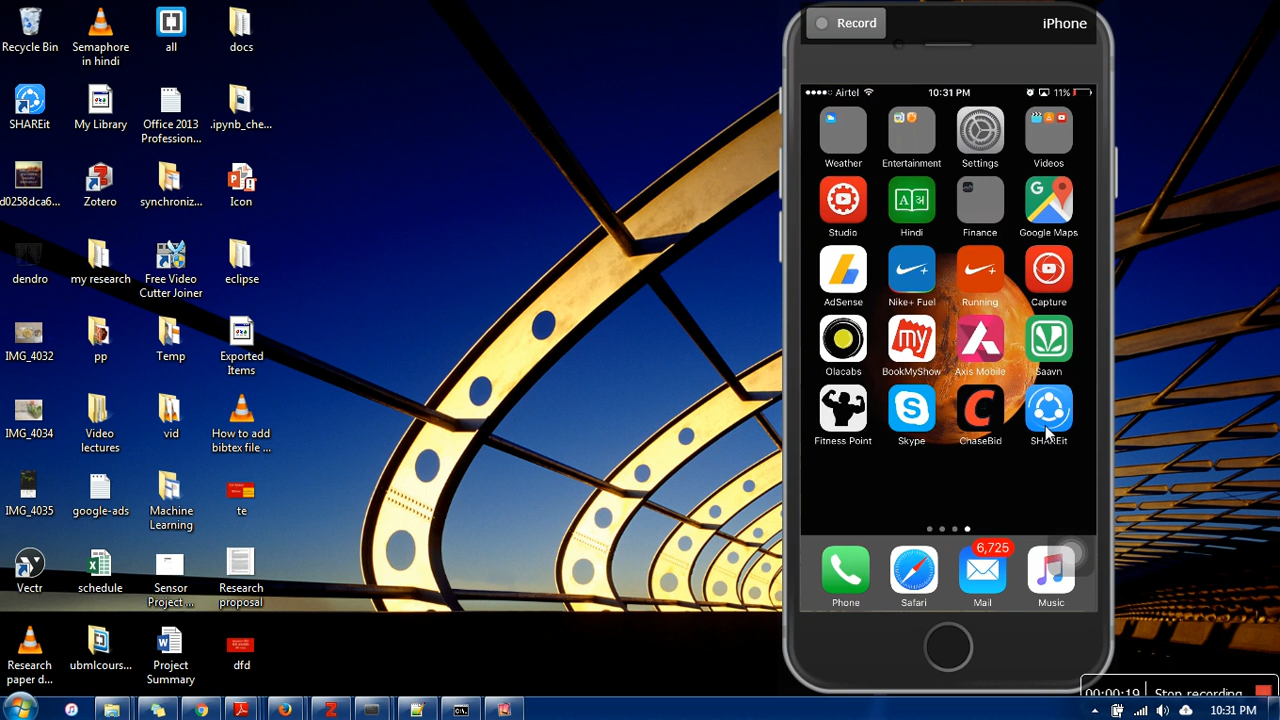 Recycle Bin
Semaphore
in hindi
all
docs
SHAREit
My Library
Office 2013
Profession...
.ipynb_che...
d0258dca6...
Zotero
synchroniz...
Icon
dendro
my research
Free Video
Cutter Joiner
eclipse
IMG_4032
pp
Temp
Exported
Items
IMG_4034
Video
lectures
vid
How to add
bibtex file ...
IMG_4035
google-ads
Machine
Learning
te
Vectr
schedule
Sensor
Project ...
Research
proposal
Research
paper d...
ubmlcours...
Project
Summary
dfd
Record
iPhone
Airtel
10:31 PM
11%
Weather
Entertainment
Settings
Videos
Studio
Hindi
Finance
Google Maps
AdSense
Nike+ Fuel
Running
Capture
my
Olacabs
BookMyShow
Axis Mobile
Saavn
Fitness Point
Skype
ChaseBid
SHAREit
6,725
Phone
Safari
Mail
Music
00:00:19
Stop recording
10:31 PM